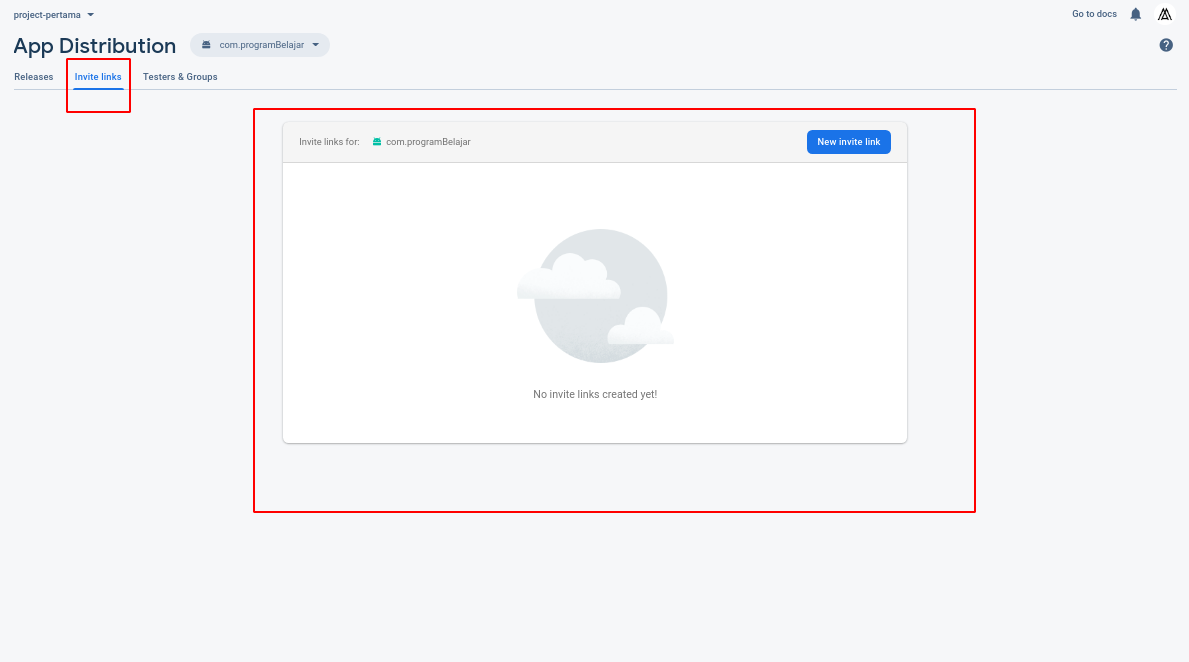 project-pertama
Go to docs
App Distribution
com.programBelajar
Releases
Invite links
Testers & Groups
Invite links for:
com.programBelajar
New invite link
No invite links created yet!